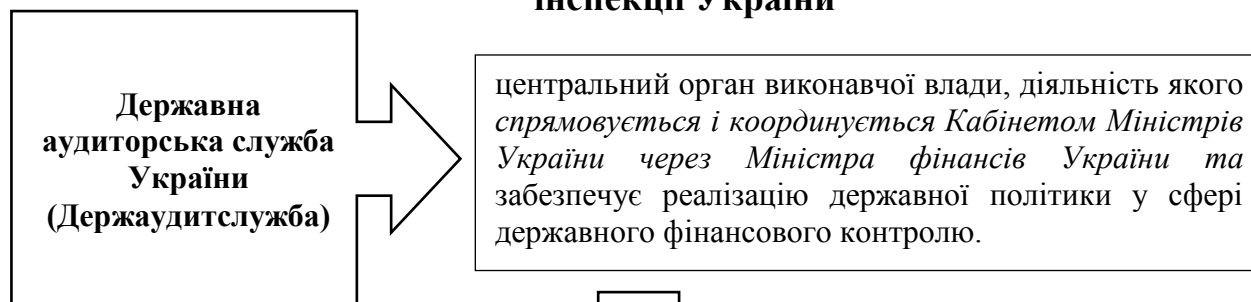 інспекції України
Державна
аудиторська служба
України
(Держаудитслужба)
центральний орган виконавчої влади, діяльність якого
спрямовується і координується Кабінетом Міністрів
України через Міністра фінансів України та
забезпечує реалізацію державної політики у сфері
державного фінансового контролю.